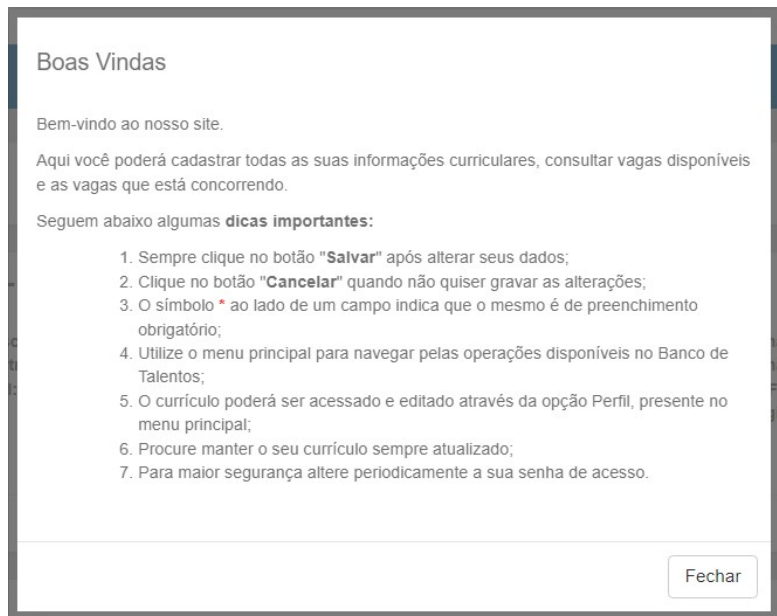 Boas Vindas
Bem-vindo ao nosso site.
Aqui você poderá cadastrar todas as suas informações curriculares, consultar vagas disponíveis
e as vagas que está concorrendo.
Seguem abaixo algumas dicas importantes:
1. Sempre clique no botão "Salvar" após alterar seus dados;
2. Clique no botão "Cancelar" quando não quiser gravar as alterações;
3. O símbolo * ao lado de um campo indica que o mesmo é de preenchimento
obrigatório;
4. Utilize o menu principal para navegar pelas operações disponíveis no Banco de
Talentos;
5. O currículo poderá ser acessado e editado através da opção Perfil, presente no
menu principal;
6. Procure manter o seu currículo sempre atualizado;
7. Para maior segurança altere periodicamente a sua senha de acesso.
Fechar